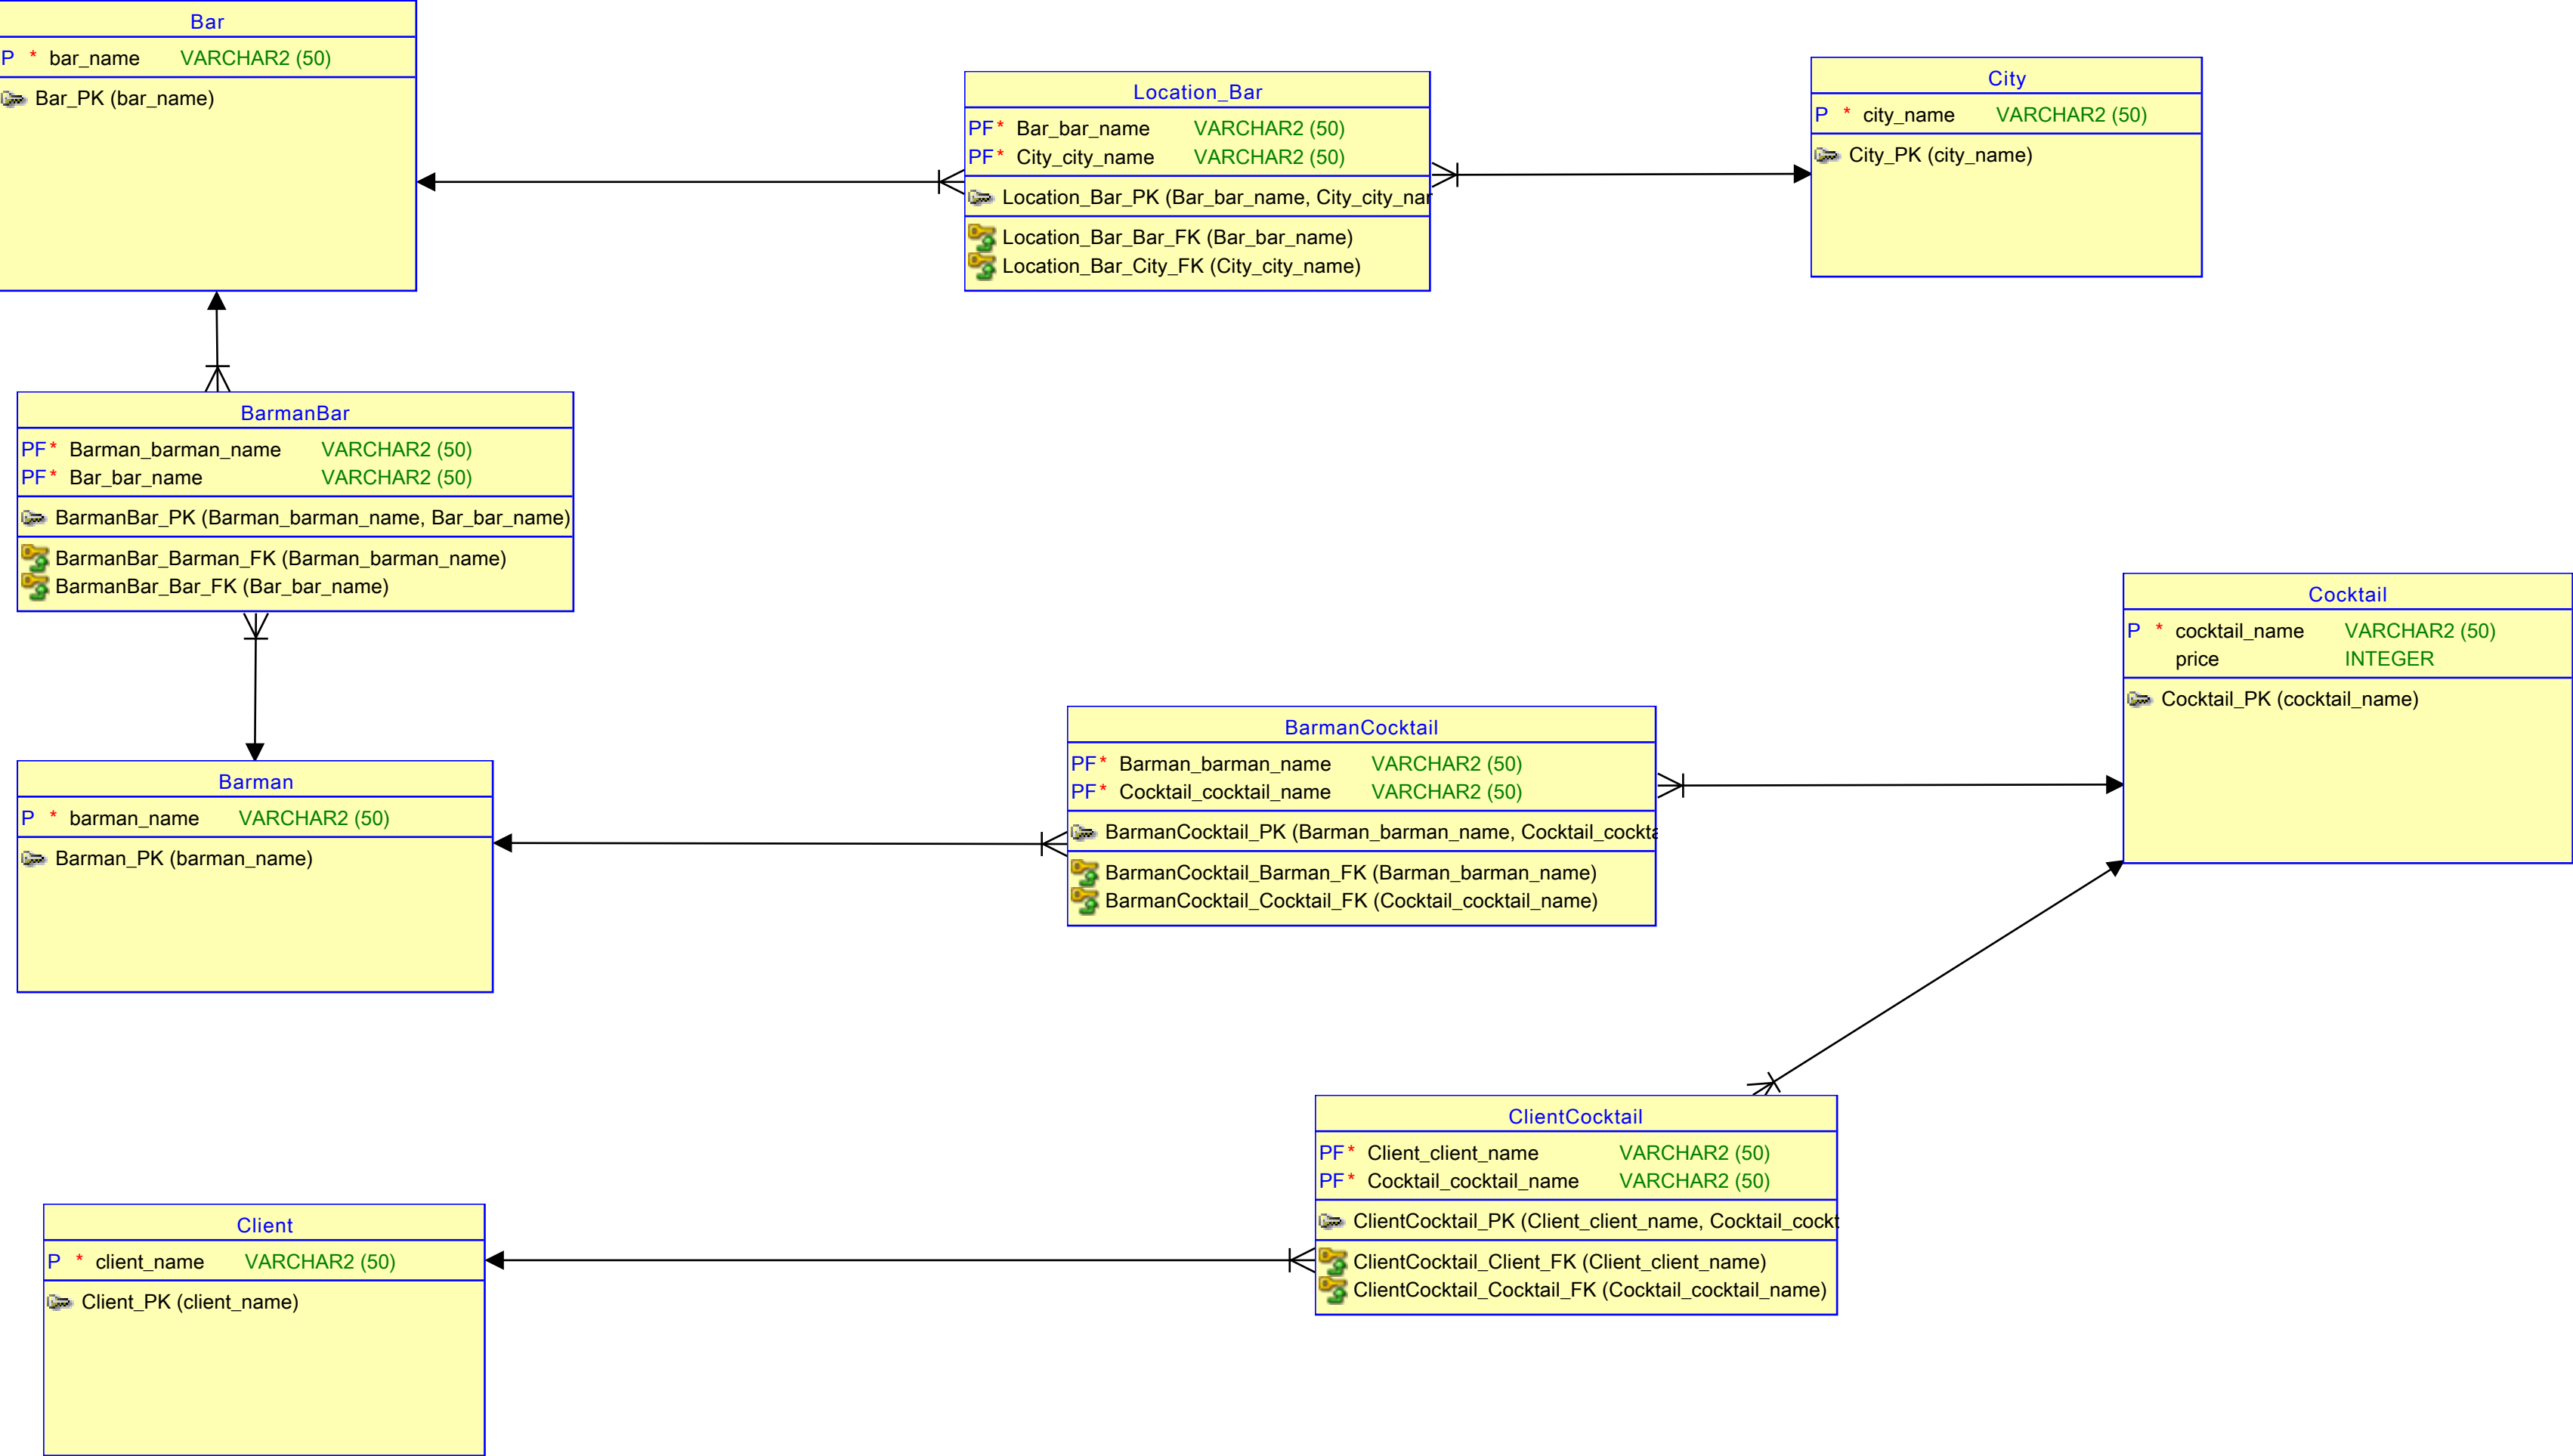 Bar
P * bar_name VARCHAR2 (50)
Bar_PK (bar_name)
Location_Bar
PF* Bar_bar_name VARCHAR2 (50)
PF* City_city_name VARCHAR2 (50)
Location_Bar_PK (Bar_bar_name, City_city_nar
Location_Bar_Bar_FK (Bar_bar_name)
Location_Bar_City_FK (City_city_name)
City
P * city_name VARCHAR2 (50)
City_PK (city_name)
BarmanBar
PF* Barman_barman_name VARCHAR2 (50)
PF* Bar_bar_name VARCHAR2 (50)
BarmanBar_PK (Barman_barman_name, Bar_bar_name)
BarmanBar_Barman_FK (Barman_barman_name)
BarmanBar_Bar_FK (Bar_bar_name)
Cocktail
P * cocktail_name VARCHAR2 (50)
price INTEGER
Cocktail_PK (cocktail_name)
BarmanCocktail
PF* Barman_barman_name VARCHAR2 (50)
PF* Cocktail_cocktail_name VARCHAR2 (50)
BarmanCocktail_PK (Barman_barman_name, Cocktail_cockta
BarmanCocktail_Barman_FK (Barman_barman_name)
BarmanCocktail_Cocktail_FK (Cocktail_cocktail_name)
Barman
P * barman_name VARCHAR2 (50)
Barman_PK (barman_name)
ClientCocktail
PF* Client_client_name VARCHAR2 (50)
PF* Cocktail_cocktail_name VARCHAR2 (50)
ClientCocktail_PK (Client_client_name, Cocktail_cockt
ClientCocktail_Client_FK (Client_client_name)
ClientCocktail_Cocktail_FK (Cocktail_cocktail_name)
Client
P * client_name VARCHAR2 (50)
Client_PK (client_name)